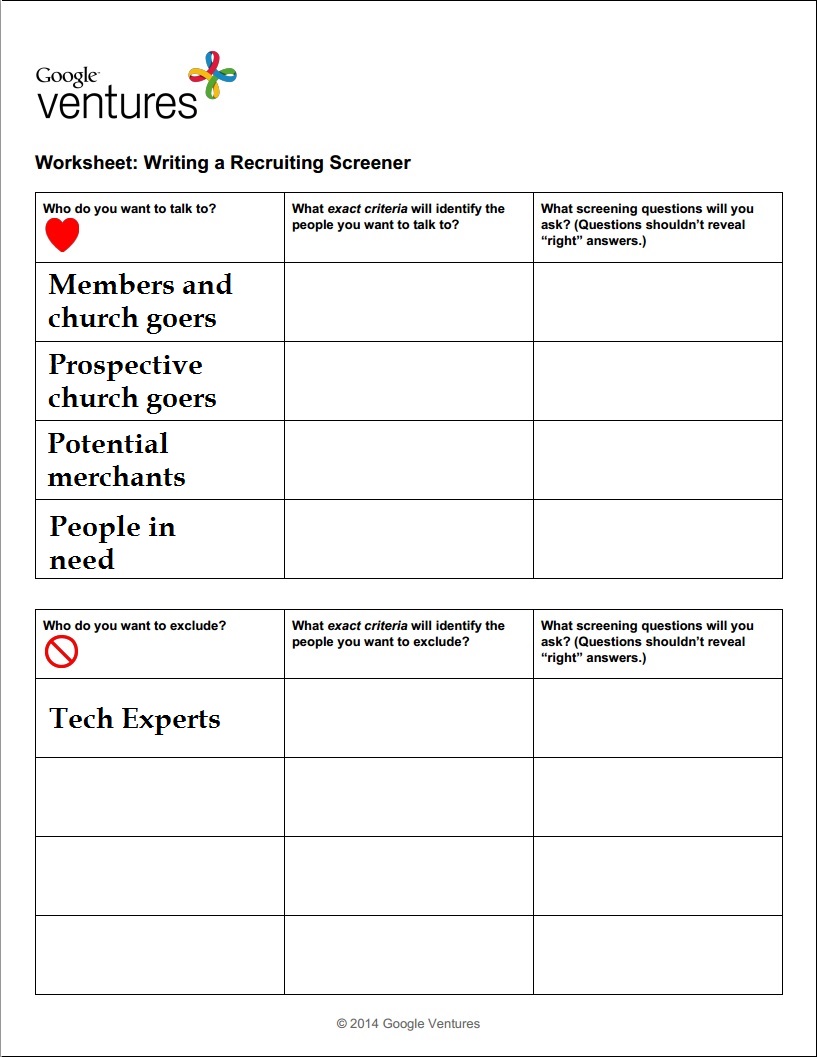 Google
ventures
Worksheet: Writing a Recruiting Screener
Who do you want to talk to?
What exact criteria will identify the
people you want to talk to?
What screening questions will you
ask? (Questions shouldn’t reveal
“right” answers.)
Members and
church goers
Prospective
church goers
Potential
merchants
People in
need
Who do you want to exclude?
What exact criteria will identify the
people you want to exclude?
What screening questions will you
ask? (Questions shouldn’t reveal
“right” answers.)
Tech Experts
© 2014 Google Ventures